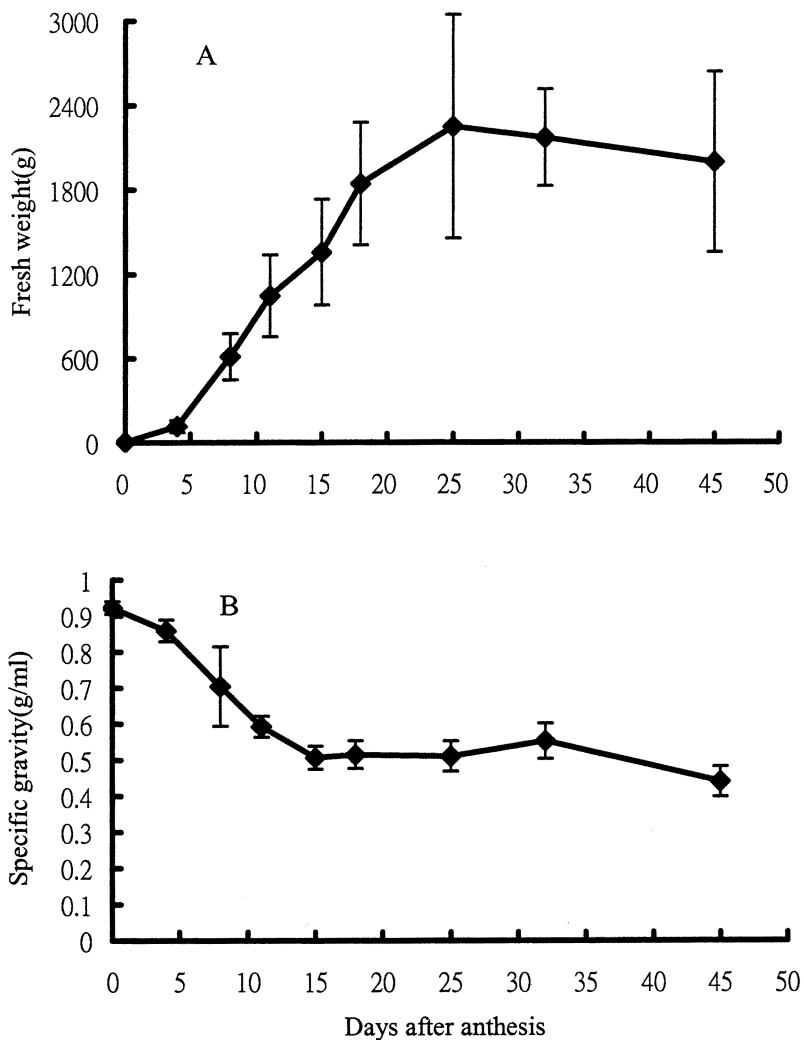 A
Fresh weight(g)
3000
2400
1800
1200
600
0
0 5 10 15 20 25 30 35 40 45 50
B
Specific gravity(g/ml)
1
0.9
0.8
0.7
0.6
0.5
0.4
0.3
0.2
0.1
0
0 5 10 15 20 25 30 35 40 45 50
Days after anthesis